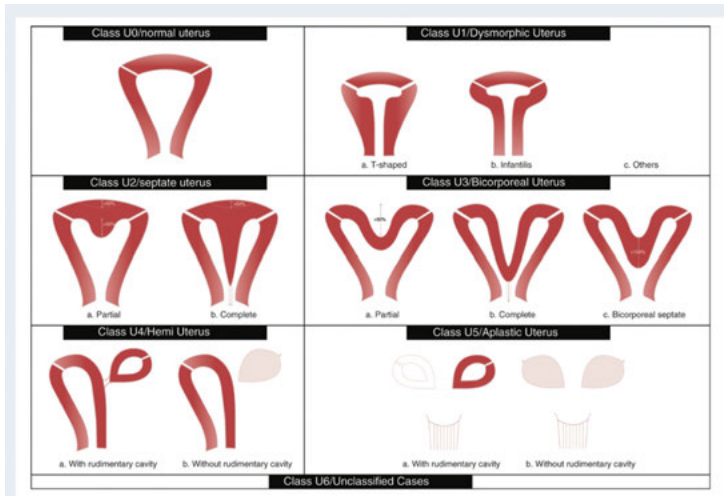 Class U0/normal uterus
Class U1/Dysmorphic Uterus
a. T-shaped
b. Infantilis
c. Others
Class U2/septate uterus
Class U3/Bicorporeal Uterus
a. Partial
b. Complete
a. Partial
b. Complete
c. Bicorporeal septate
Class U4/Hemi Uterus
Class U5/Aplastic Uterus
a. With rudimentary cavity
b. Without rudimentary cavity
a. With rudimentary cavity
b. Without rudimentary cavity
Class U6/Unclassified Cases